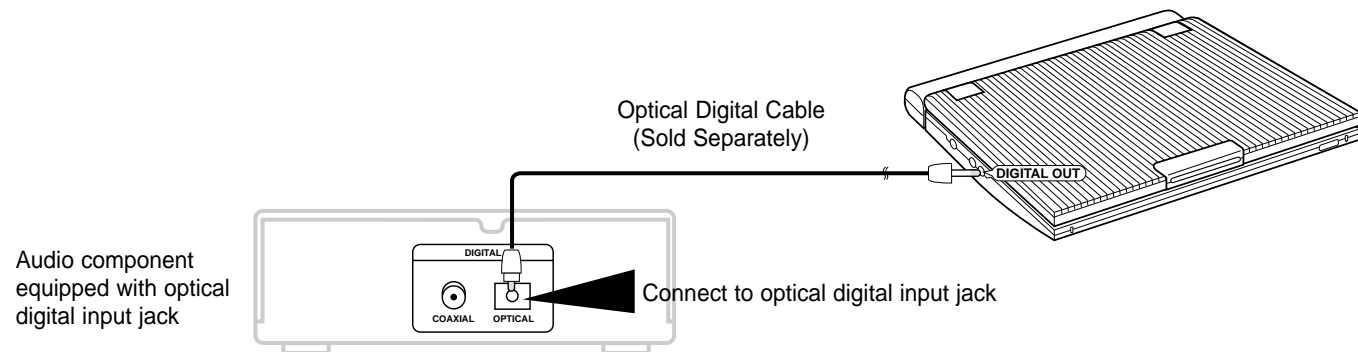 Optical Digital Cable
(Sold Separately)
DIGITAL OUT
DIGITAL
Audio component
equipped with optical
digital input jack
COAXIAL
OPTICAL
Connect to optical digital input jack